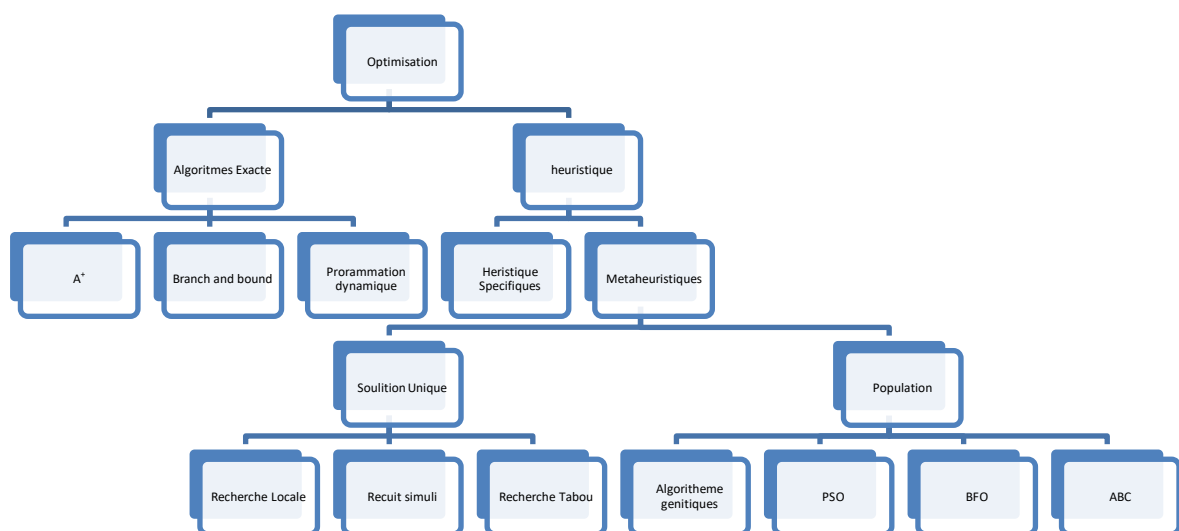 Optimisation
Algoritmes Exacte
heuristique
A⁺
Branch and bound
Prorammation
dynamique
Heristique
Specifiques
Metaheuristiques
Soulition Unique
Population
Recherche Locale
Recuit simuli
Recherche Tabou
Algoritheme
genitiques
PSO
BFO
ABC